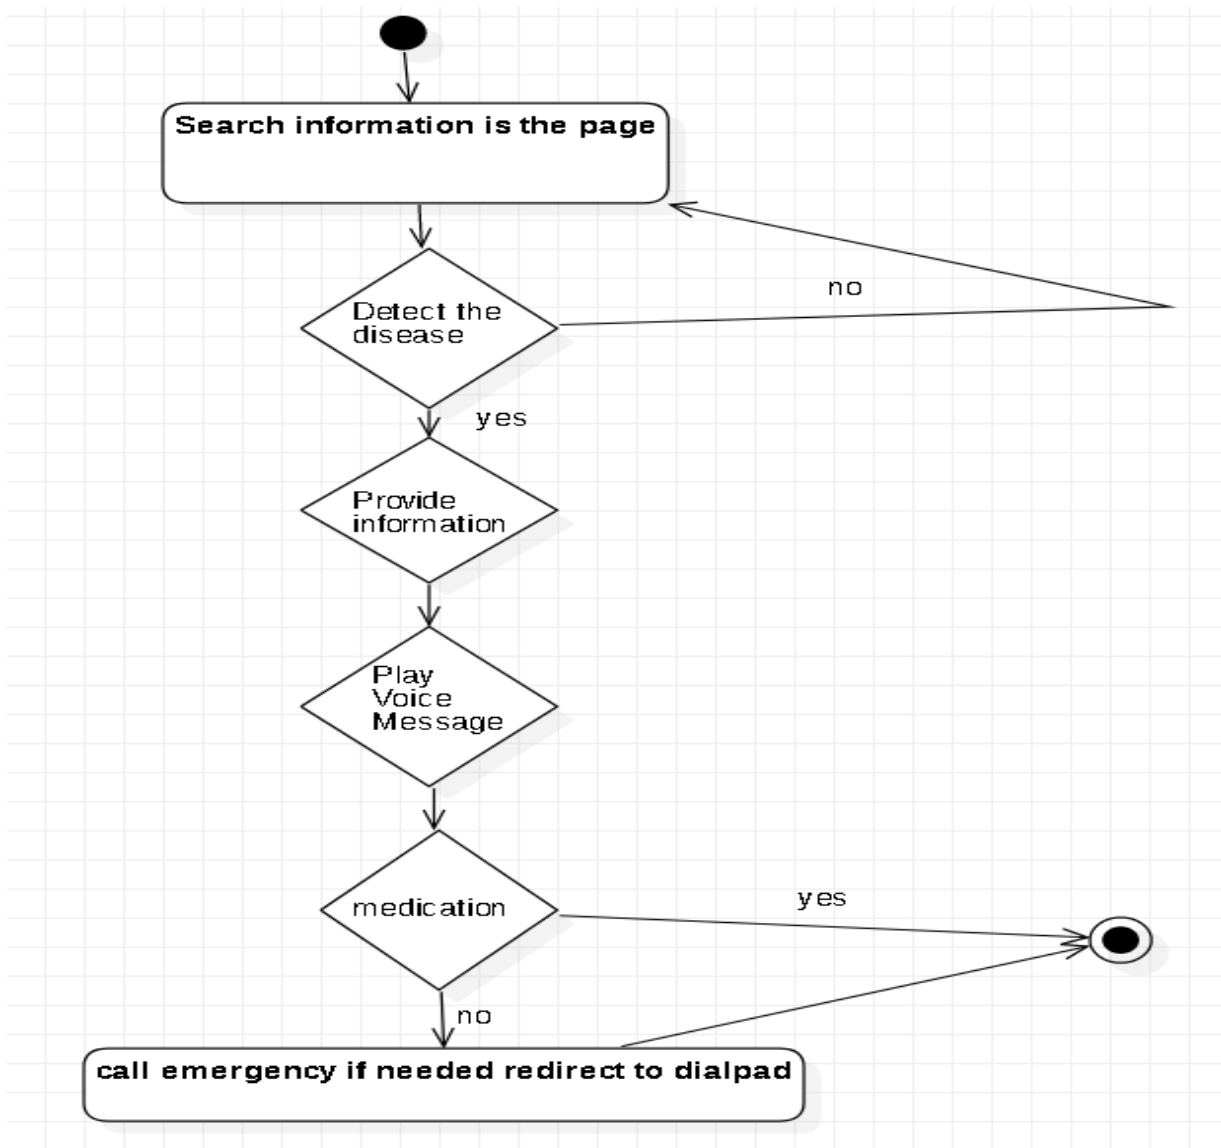 Search information is the page
Detect the
disease
no
yes
Provide
information
Play
Voice
Message
medication
yes
no
call emergency if needed redirect to dialpad